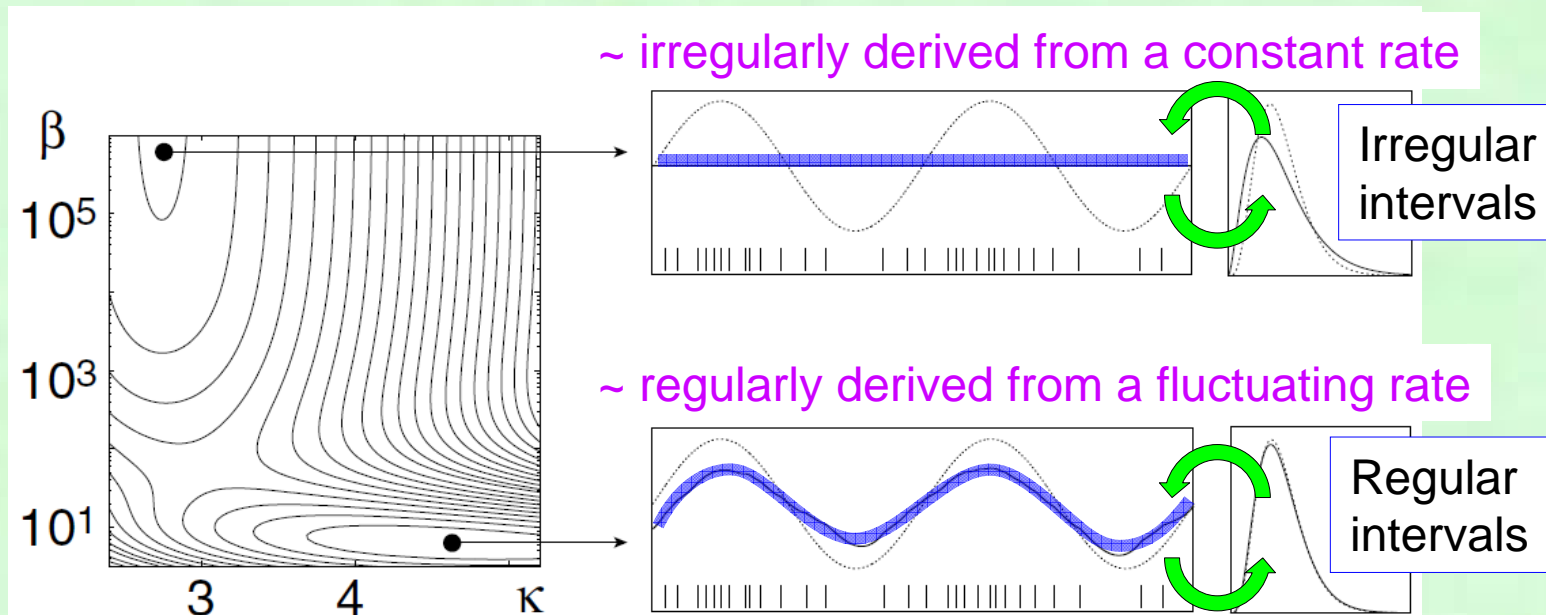 ~ irregularly derived from a constant rate
β
10⁵
10³
10¹
3
4
κ
Irregular
intervals
~ regularly derived from a fluctuating rate
Regular
intervals